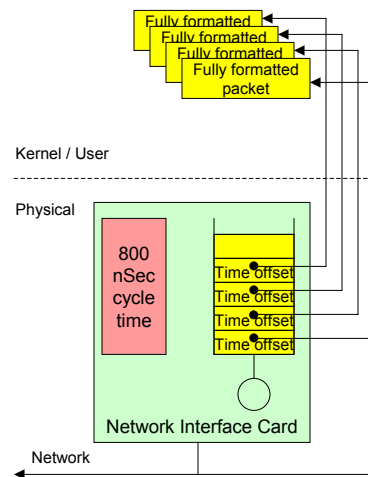 Fully formatted
Fully formatted
Fully formatted
Fully formatted
packet
Kernel / User
Physical
800
nSec
cycle
time
Time offset
Time offset
Time offset
Time offset
Network Interface Card
Network